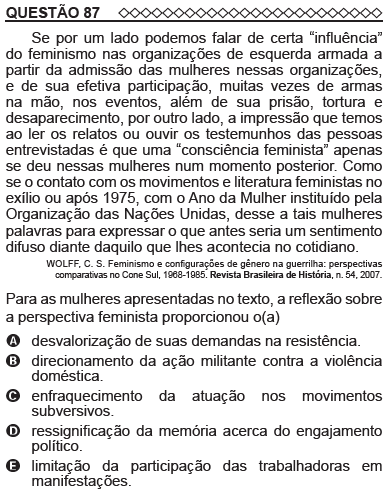 QUESTÃO 87
Se por um lado podemos falar de certa “influência”
do feminismo nas organizações de esquerda armada a
partir da admissão das mulheres nessas organizações,
e de sua efetiva participação, muitas vezes de armas
na mão, nos eventos, além de sua prisão, tortura e
desaparecimento, por outro lado, a impressão que temos
ao ler os relatos ou ouvir os testemunhos das pessoas
entrevistadas é que uma “consciência feminista” apenas
se deu nessas mulheres num momento posterior. Como
se o contato com os movimentos e literatura feministas no
exílio ou após 1975, com o Ano da Mulher instituído pela
Organização das Nações Unidas, desse a tais mulheres
palavras para expressar o que antes seria um sentimento
difuso diante daquilo que lhes acontecia no cotidiano.
WOLFF, C. S. Feminismo e configurações de gênero na guerrilha: perspectivas
comparativas no Cone Sul, 1968-1985. Revista Brasileira de História, n. 54, 2007.
Para as mulheres apresentadas no texto, a reflexão sobre
a perspectiva feminista proporcionou o(a)
A desvalorização de suas demandas na resistência.
B direcionamento da ação militante contra a violência
doméstica.
C enfraquecimento da atuação nos movimentos
subversivos.
D ressignificação da memória acerca do engajamento
político.
E limitação da participação das trabalhadoras em
manifestações.